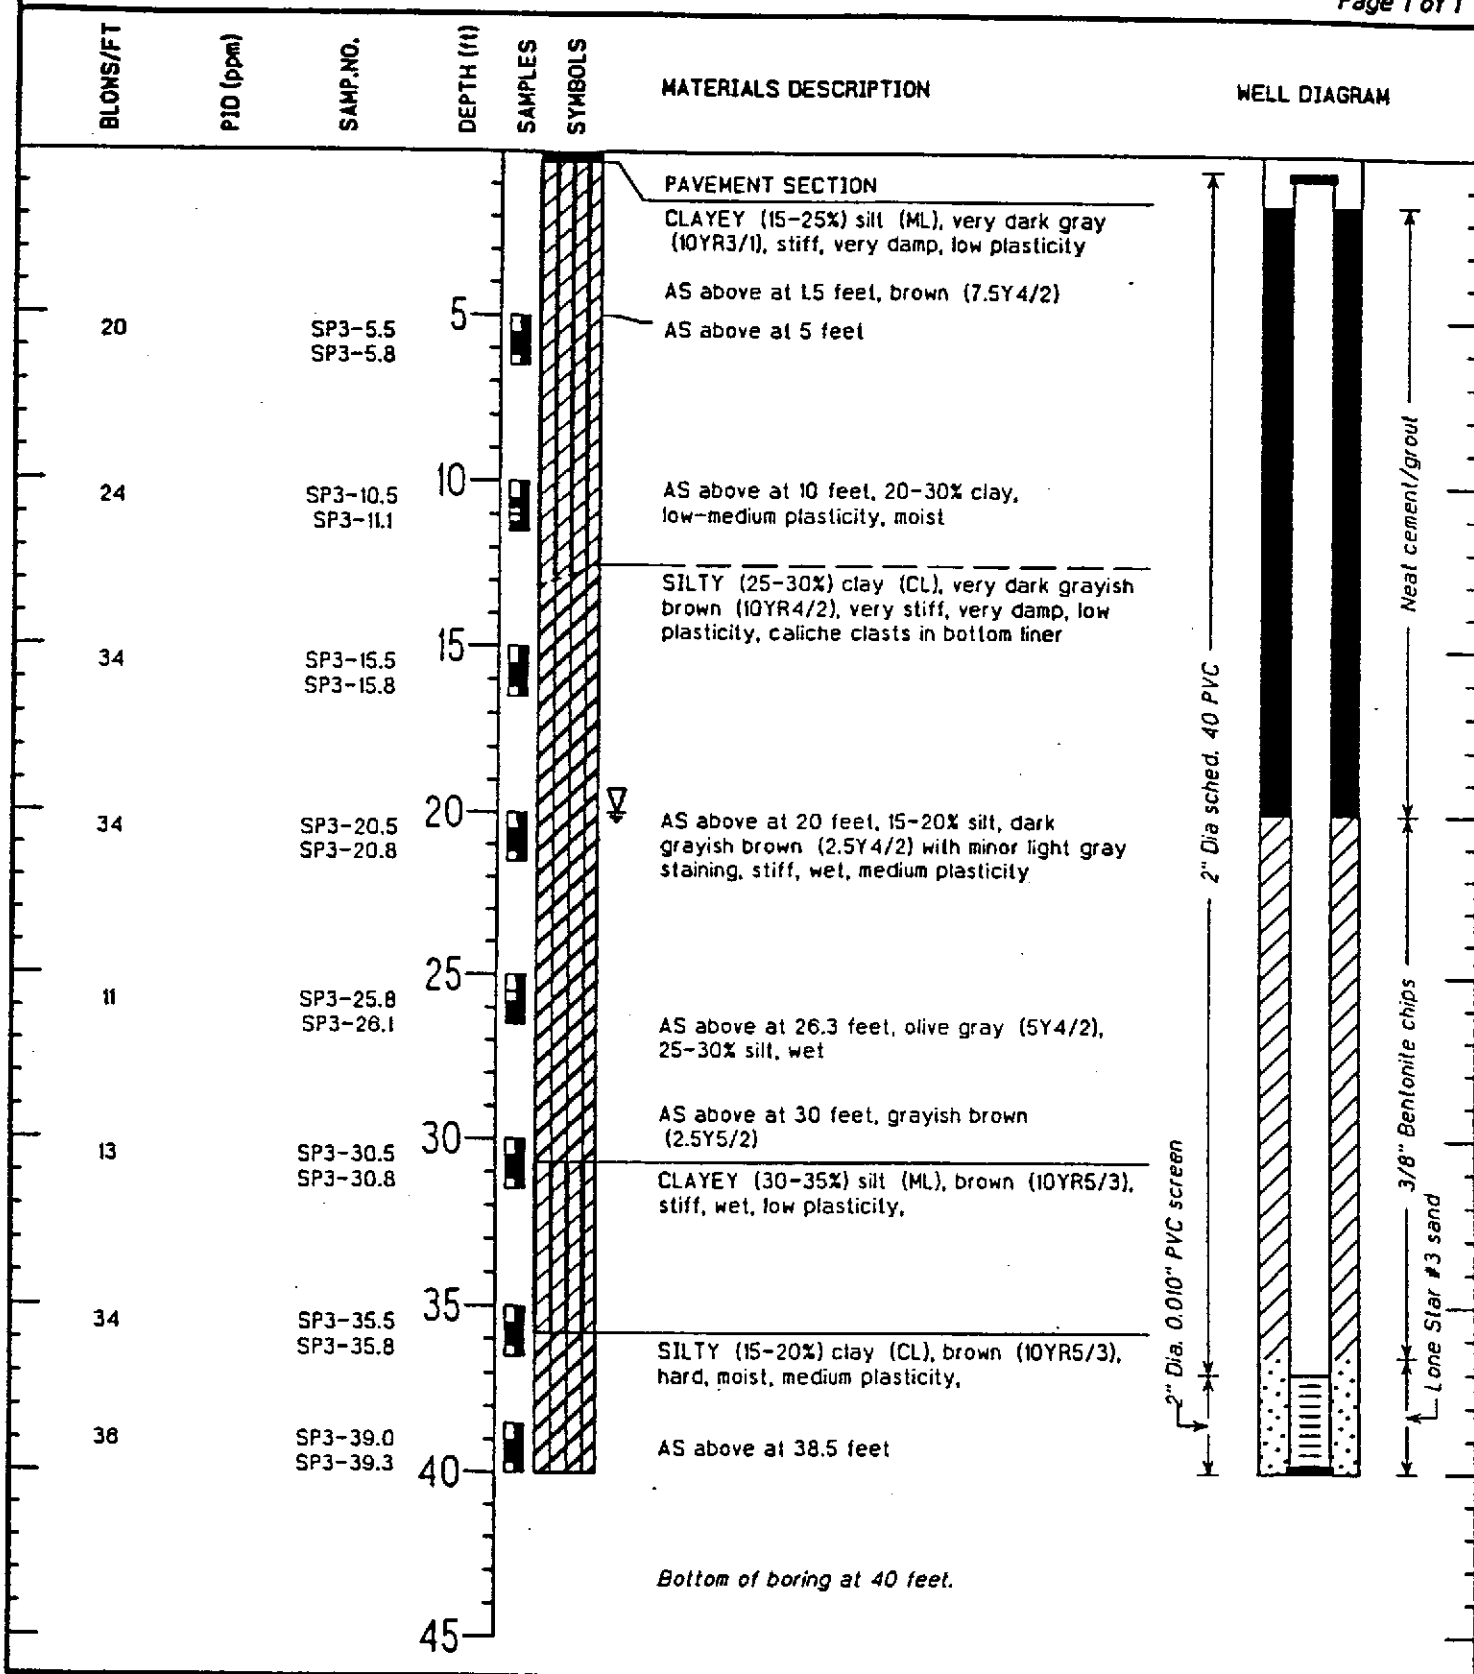 Page 1 of 1
BLOWS/FT
PID (ppm)
SAMP.NO.
DEPTH (ft)
SAMPLES
SYMBOLS
MATERIALS DESCRIPTION
WELL DIAGRAM
PAVEMENT SECTION
CLAYEY (15-25%) silt (ML), very dark gray
(10YR3/1), stiff, very damp, low plasticity
AS above at 1.5 feet, brown (7.5Y4/2)
5
AS above at 5 feet
20
SP3-5.5
SP3-5.8
10
24
SP3-10.5
SP3-11.1
AS above at 10 feet, 20-30% clay,
low-medium plasticity, moist
SILTY (25-30%) clay (CL), very dark grayish
brown (10YR4/2), very stiff, very damp, low
plasticity, caliche clasts in bottom liner
15
34
SP3-15.5
SP3-15.8
20
34
SP3-20.5
SP3-20.8
AS above at 20 feet, 15-20% silt, dark
grayish brown (2.5Y4/2) with minor light gray
staining, stiff, wet, medium plasticity
25
11
SP3-25.8
SP3-26.1
AS above at 26.3 feet, olive gray (5Y4/2),
25-30% silt, wet
AS above at 30 feet, grayish brown
(2.5Y5/2)
30
13
SP3-30.5
SP3-30.8
CLAYEY (30-35%) silt (ML), brown (10YR5/3),
stiff, wet, low plasticity,
35
34
SP3-35.5
SP3-35.8
SILTY (15-20%) clay (CL), brown (10YR5/3),
hard, moist, medium plasticity,
36
SP3-39.0
SP3-39.3
AS above at 38.5 feet
40
Bottom of boring at 40 feet.
45
2" Dia sched. 40 PVC
2" Dia. 0.010" PVC screen
Neat cement/grout
3/8" Bentonite chips
Lone Star #3 sand